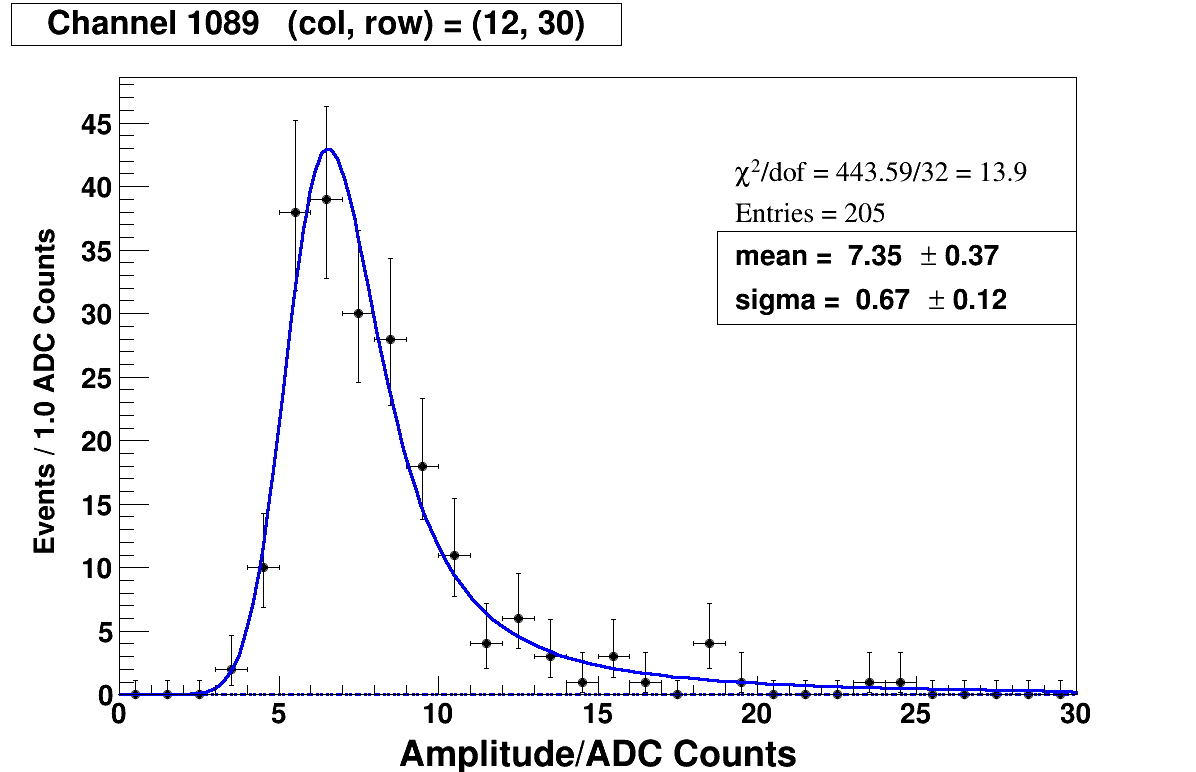 Channel 1089 (col, row) = (12, 30)
χ²/dof = 443.59/32 = 13.9
Entries = 205
mean = 7.35 ± 0.37
sigma = 0.67 ± 0.12
Events / 1.0 ADC Counts
45
40
35
30
25
20
15
10
5
0
0 5 10 15 20 25 30
Amplitude/ADC Counts